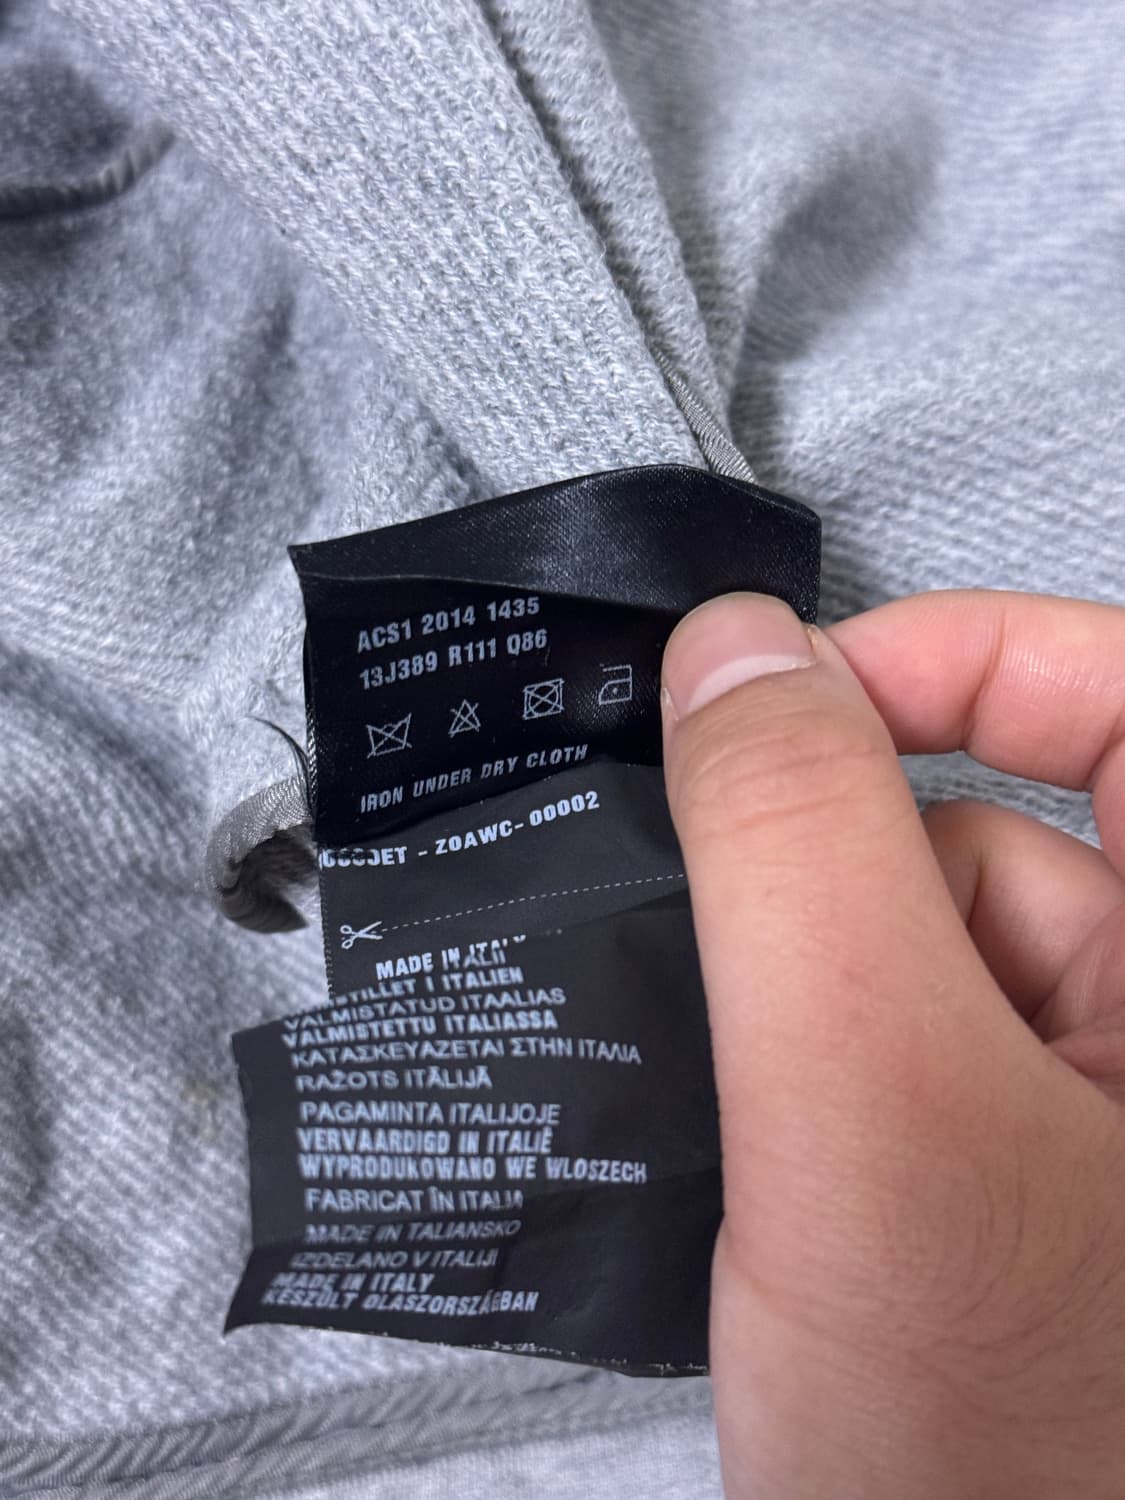 ACS1 2014 1435
13J389 R111 Q86
IRON UNDER DRY CLOTH
- ZOAWC- 00002
MADE IN
I ITALIEN
VALMISTATUD ITAALIAS
VALMISTETTU ITALIASSA
ΚΑΤΑΣΚΕΥΑΖΕΤΑΙ ΣΤΗΝ ΙΤΑΛΙΑ
RAŽOTS ITĀLIJĀ
PAGAMINTA ITALIJOJE
VERVAARDIGD IN ITALIË
WYPRODUKOWANO WE WLOSZECH
FABRICAT ÎN ITALIA
MADE IN TALIANSKO
IZDELANO V ITALIJI
MADE IN ITALY
KÉSZÜLT OLASZORSZÁGBAN